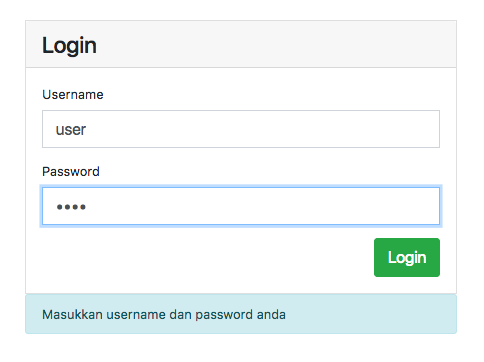 Login
Username
user
Password
••••
Login
Masukkan username dan password anda